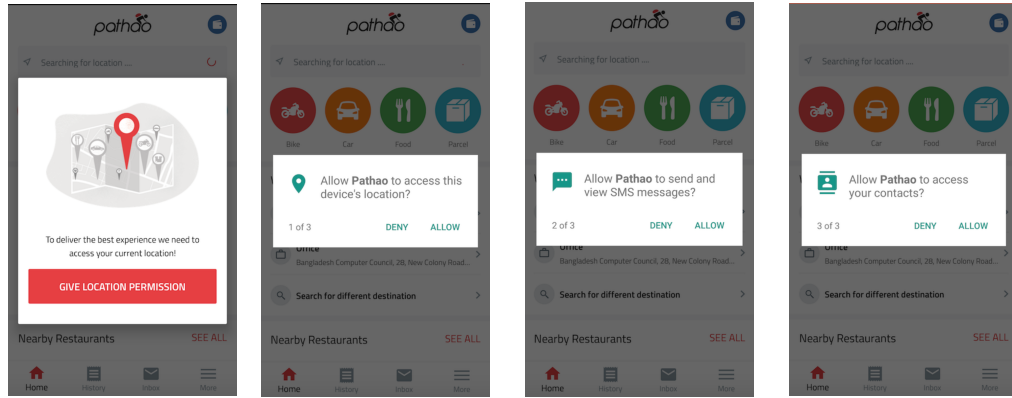 pathao
Searching for location ....
To deliver the best experience we need to
access your current location!
GIVE LOCATION PERMISSION
Nearby Restaurants
SEE ALL
Home
History
Inbox
More
pathao
Searching for location ....
Bike
Car
Food
Parcel
Allow Pathao to access this
device's location?
1 of 3
DENY
ALLOW
Office
Bangladesh Computer Council, 2B, New Colony Road...
Search for different destination
Nearby Restaurants
SEE ALL
Home
History
Inbox
More
pathao
Searching for location ....
Bike
Car
Food
Parcel
Allow Pathao to send and
view SMS messages?
2 of 3
DENY
ALLOW
Office
Bangladesh Computer Council, 2B, New Colony Road...
Search for different destination
Nearby Restaurants
SEE ALL
Home
History
Inbox
More
pathao
Searching for location ....
Bike
Car
Food
Parcel
Allow Pathao to access
your contacts?
3 of 3
DENY
ALLOW
Office
Bangladesh Computer Council, 2B, New Colony Road...
Search for different destination
Nearby Restaurants
SEE ALL
Home
History
Inbox
More